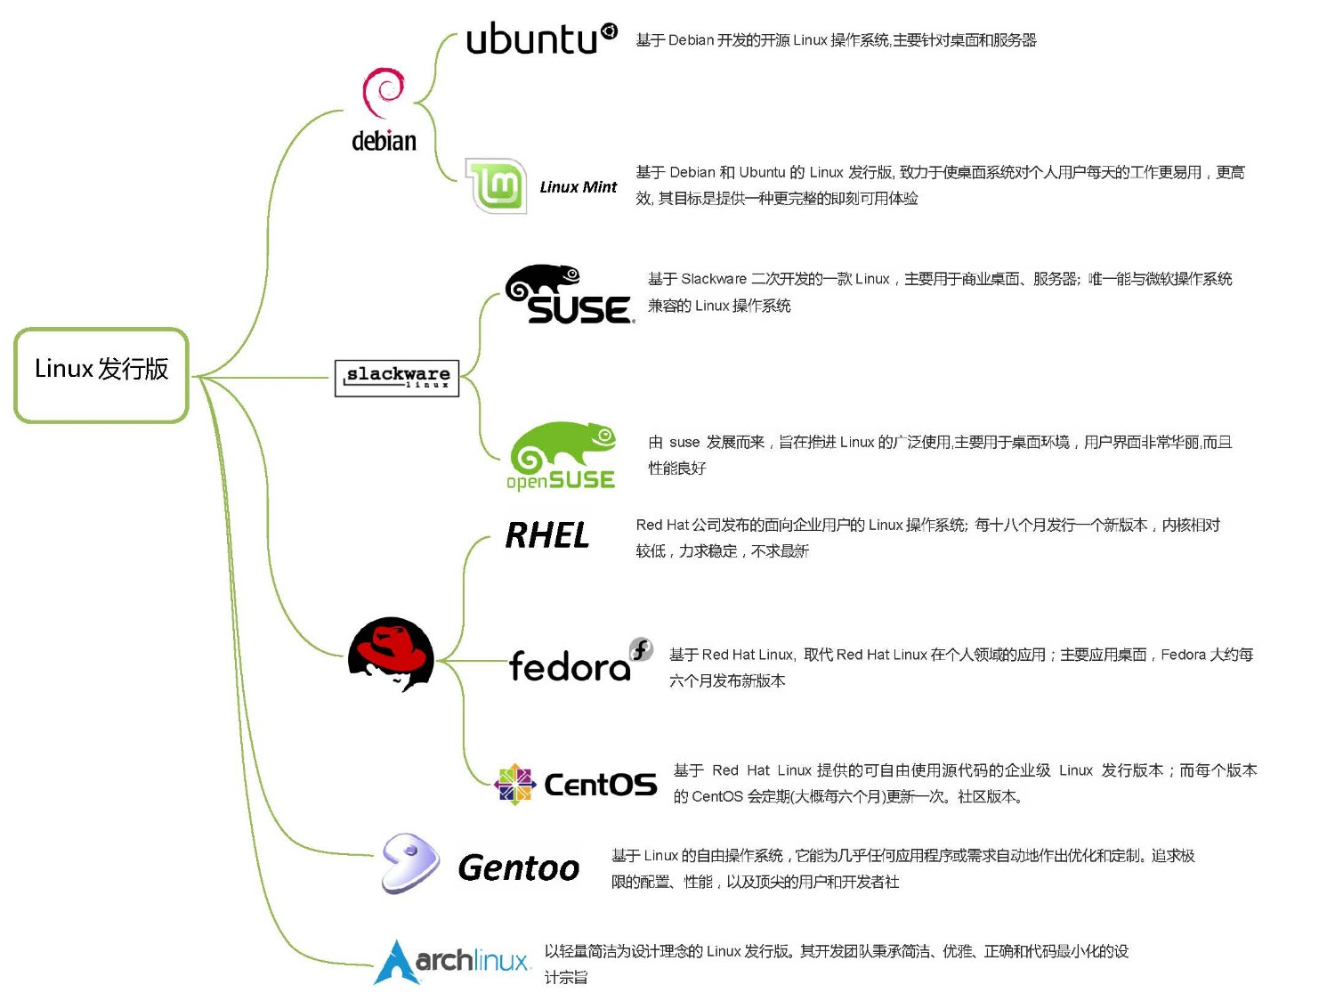 ubuntu
基于 Debian 开发的开源 Linux 操作系统,主要针对桌面和服务器
debian
Linux Mint
基于 Debian 和 Ubuntu 的 Linux 发行版, 致力于使桌面系统对个人用户每天的工作更易用，更高
效, 其目标是提供一种更完整的即刻可用体验
SUSE
基于 Slackware 二次开发的一款 Linux，主要用于商业桌面、服务器; 唯一能与微软操作系统
兼容的 Linux 操作系统
Linux 发行版
slackware
linux
openSUSE
由 suse 发展而来，旨在推进 Linux 的广泛使用,主要用于桌面环境，用户界面非常华丽,而且
性能良好
RHEL
Red Hat 公司发布的面向企业用户的 Linux 操作系统; 每十八个月发行一个新版本，内核相对
较低，力求稳定，不求最新
fedora
基于 Red Hat Linux, 取代 Red Hat Linux 在个人领域的应用；主要应用桌面，Fedora 大约每
六个月发布新版本
CentOS
基于 Red Hat Linux 提供的可自由使用源代码的企业级 Linux 发行版本；而每个版本
的 CentOS 会定期(大概每六个月)更新一次。社区版本。
Gentoo
基于 Linux 的自由操作系统，它能为几乎任何应用程序或需求自动地作出优化和定制。追求极
限的配置、性能，以及顶尖的用户和开发者社
archlinux
以轻量简洁为设计理念的 Linux 发行版。其开发团队秉承简洁、优雅、正确和代码最小化的设
计宗旨